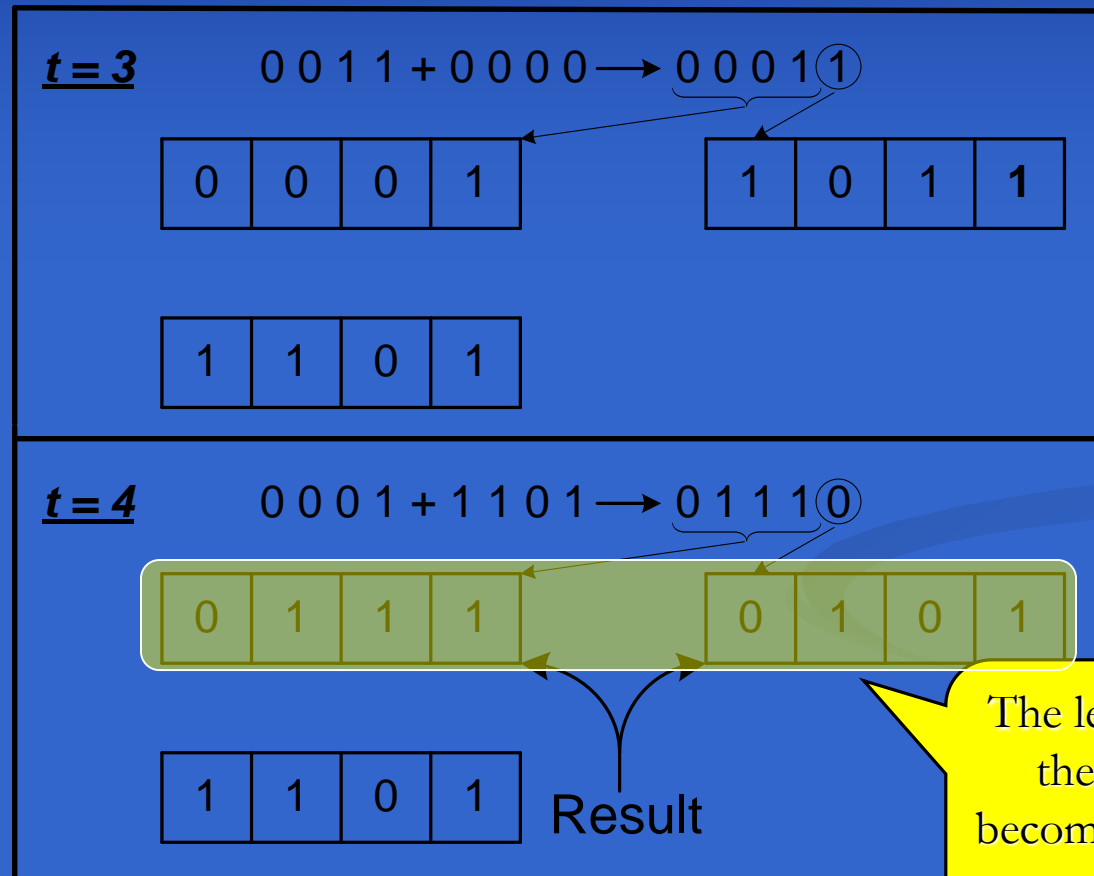 t = 3 0 0 1 1 + 0 0 0 0 → 0 0 0 1 1
0 0 0 1 1 0 1 1
1 1 0 1
t = 4 0 0 0 1 + 1 1 0 1 → 0 1 1 1 0
0 1 1 1 0 1 0 1
The
the
1 1 0 1 Result